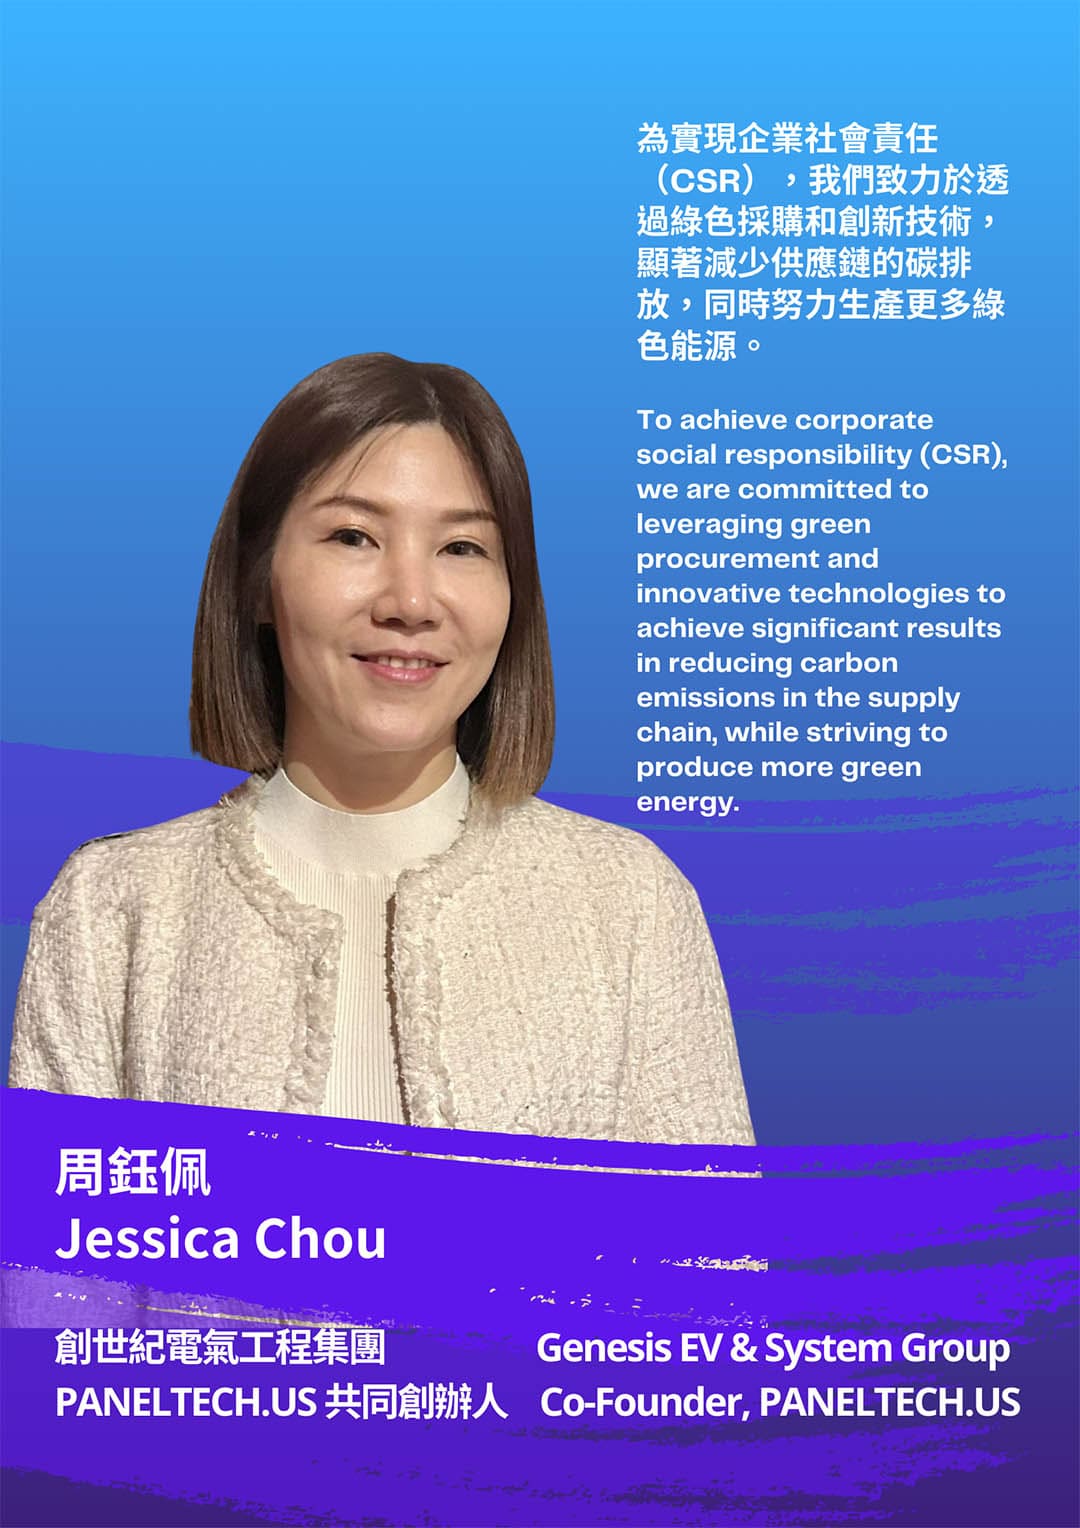 為實現企業社會責任
（CSR），我們致力於透
過綠色採購和創新技術，
顯著減少供應鏈的碳排
放，同時努力生產更多綠
色能源。
To achieve corporate
social responsibility (CSR),
we are committed to
leveraging green
procurement and
innovative technologies to
achieve significant results
in reducing carbon
emissions in the supply
chain, while striving to
produce more green
energy.
周鈺佩
Jessica Chou
創世紀電氣工程集團
PANELTECH.US 共同創辦人
Genesis EV & System Group
Co-Founder, PANELTECH.US